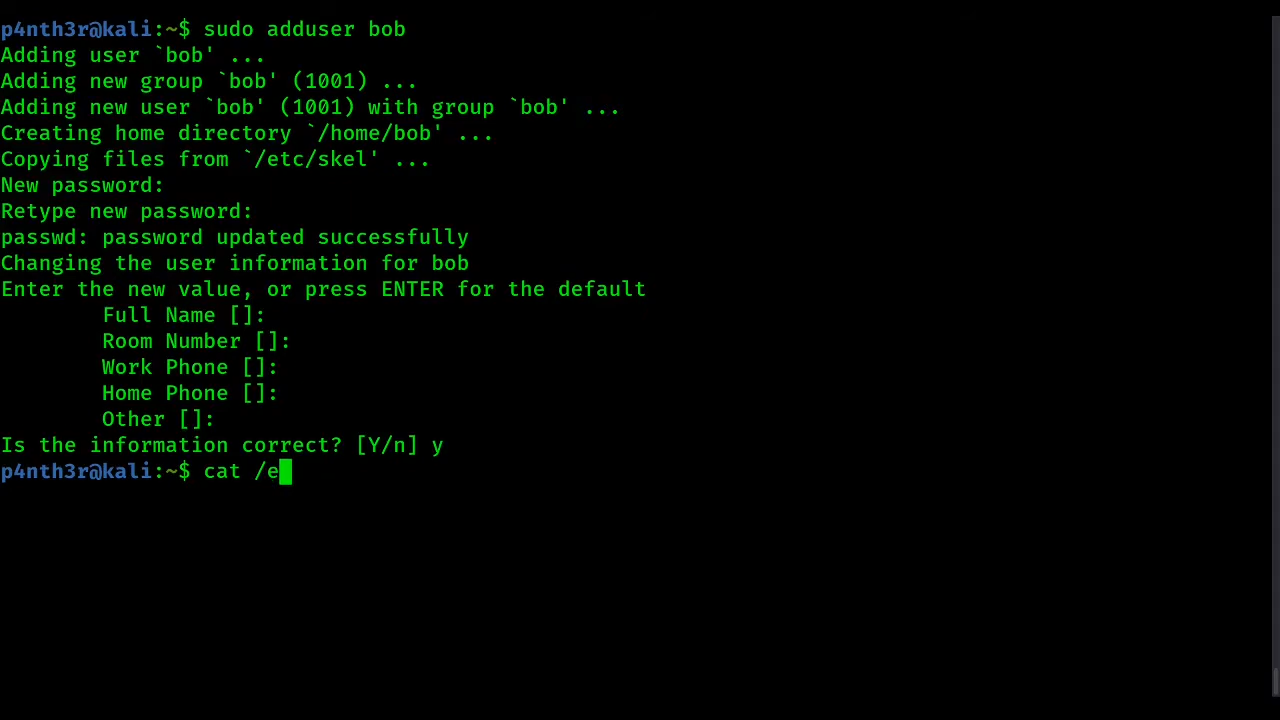 p4nth3r@kali:~$ sudo adduser bob
Adding user `bob' ...
Adding new group `bob' (1001) ...
Adding new user `bob' (1001) with group `bob' ...
Creating home directory `/home/bob' ...
Copying files from `/etc/skel' ...
New password:
Retype new password:
passwd: password updated successfully
Changing the user information for bob
Enter the new value, or press ENTER for the default
        Full Name []:
        Room Number []:
        Work Phone []:
        Home Phone []:
        Other []:
Is the information correct? [Y/n] y
p4nth3r@kali:~$ cat /e